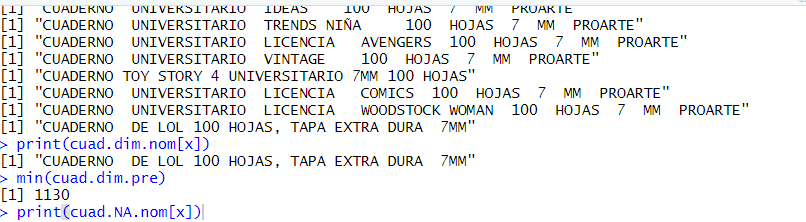 [1] "CUADERNO  UNIVERSITARIO  IDEAS    100  HOJAS  7  MM  PROARTE"
[1] "CUADERNO  UNIVERSITARIO  TRENDS NIÑA     100  HOJAS  7  MM  PROARTE"
[1] "CUADERNO  UNIVERSITARIO  LICENCIA   AVENGERS  100  HOJAS  7  MM  PROARTE"
[1] "CUADERNO  UNIVERSITARIO  VINTAGE    100  HOJAS  7  MM  PROARTE"
[1] "CUADERNO TOY STORY 4 UNIVERSITARIO 7MM 100 HOJAS"
[1] "CUADERNO  UNIVERSITARIO  LICENCIA   COMICS  100  HOJAS  7  MM  PROARTE"
[1] "CUADERNO  UNIVERSITARIO  LICENCIA   WOODSTOCK WOMAN  100  HOJAS  7  MM  PROARTE"
[1] "CUADERNO  DE LOL 100 HOJAS, TAPA EXTRA DURA  7MM"
> print(cuad.dim.nom[x])
[1] "CUADERNO  DE LOL 100 HOJAS, TAPA EXTRA DURA  7MM"
> min(cuad.dim.pre)
[1] 1130
> print(cuad.NA.nom[x])